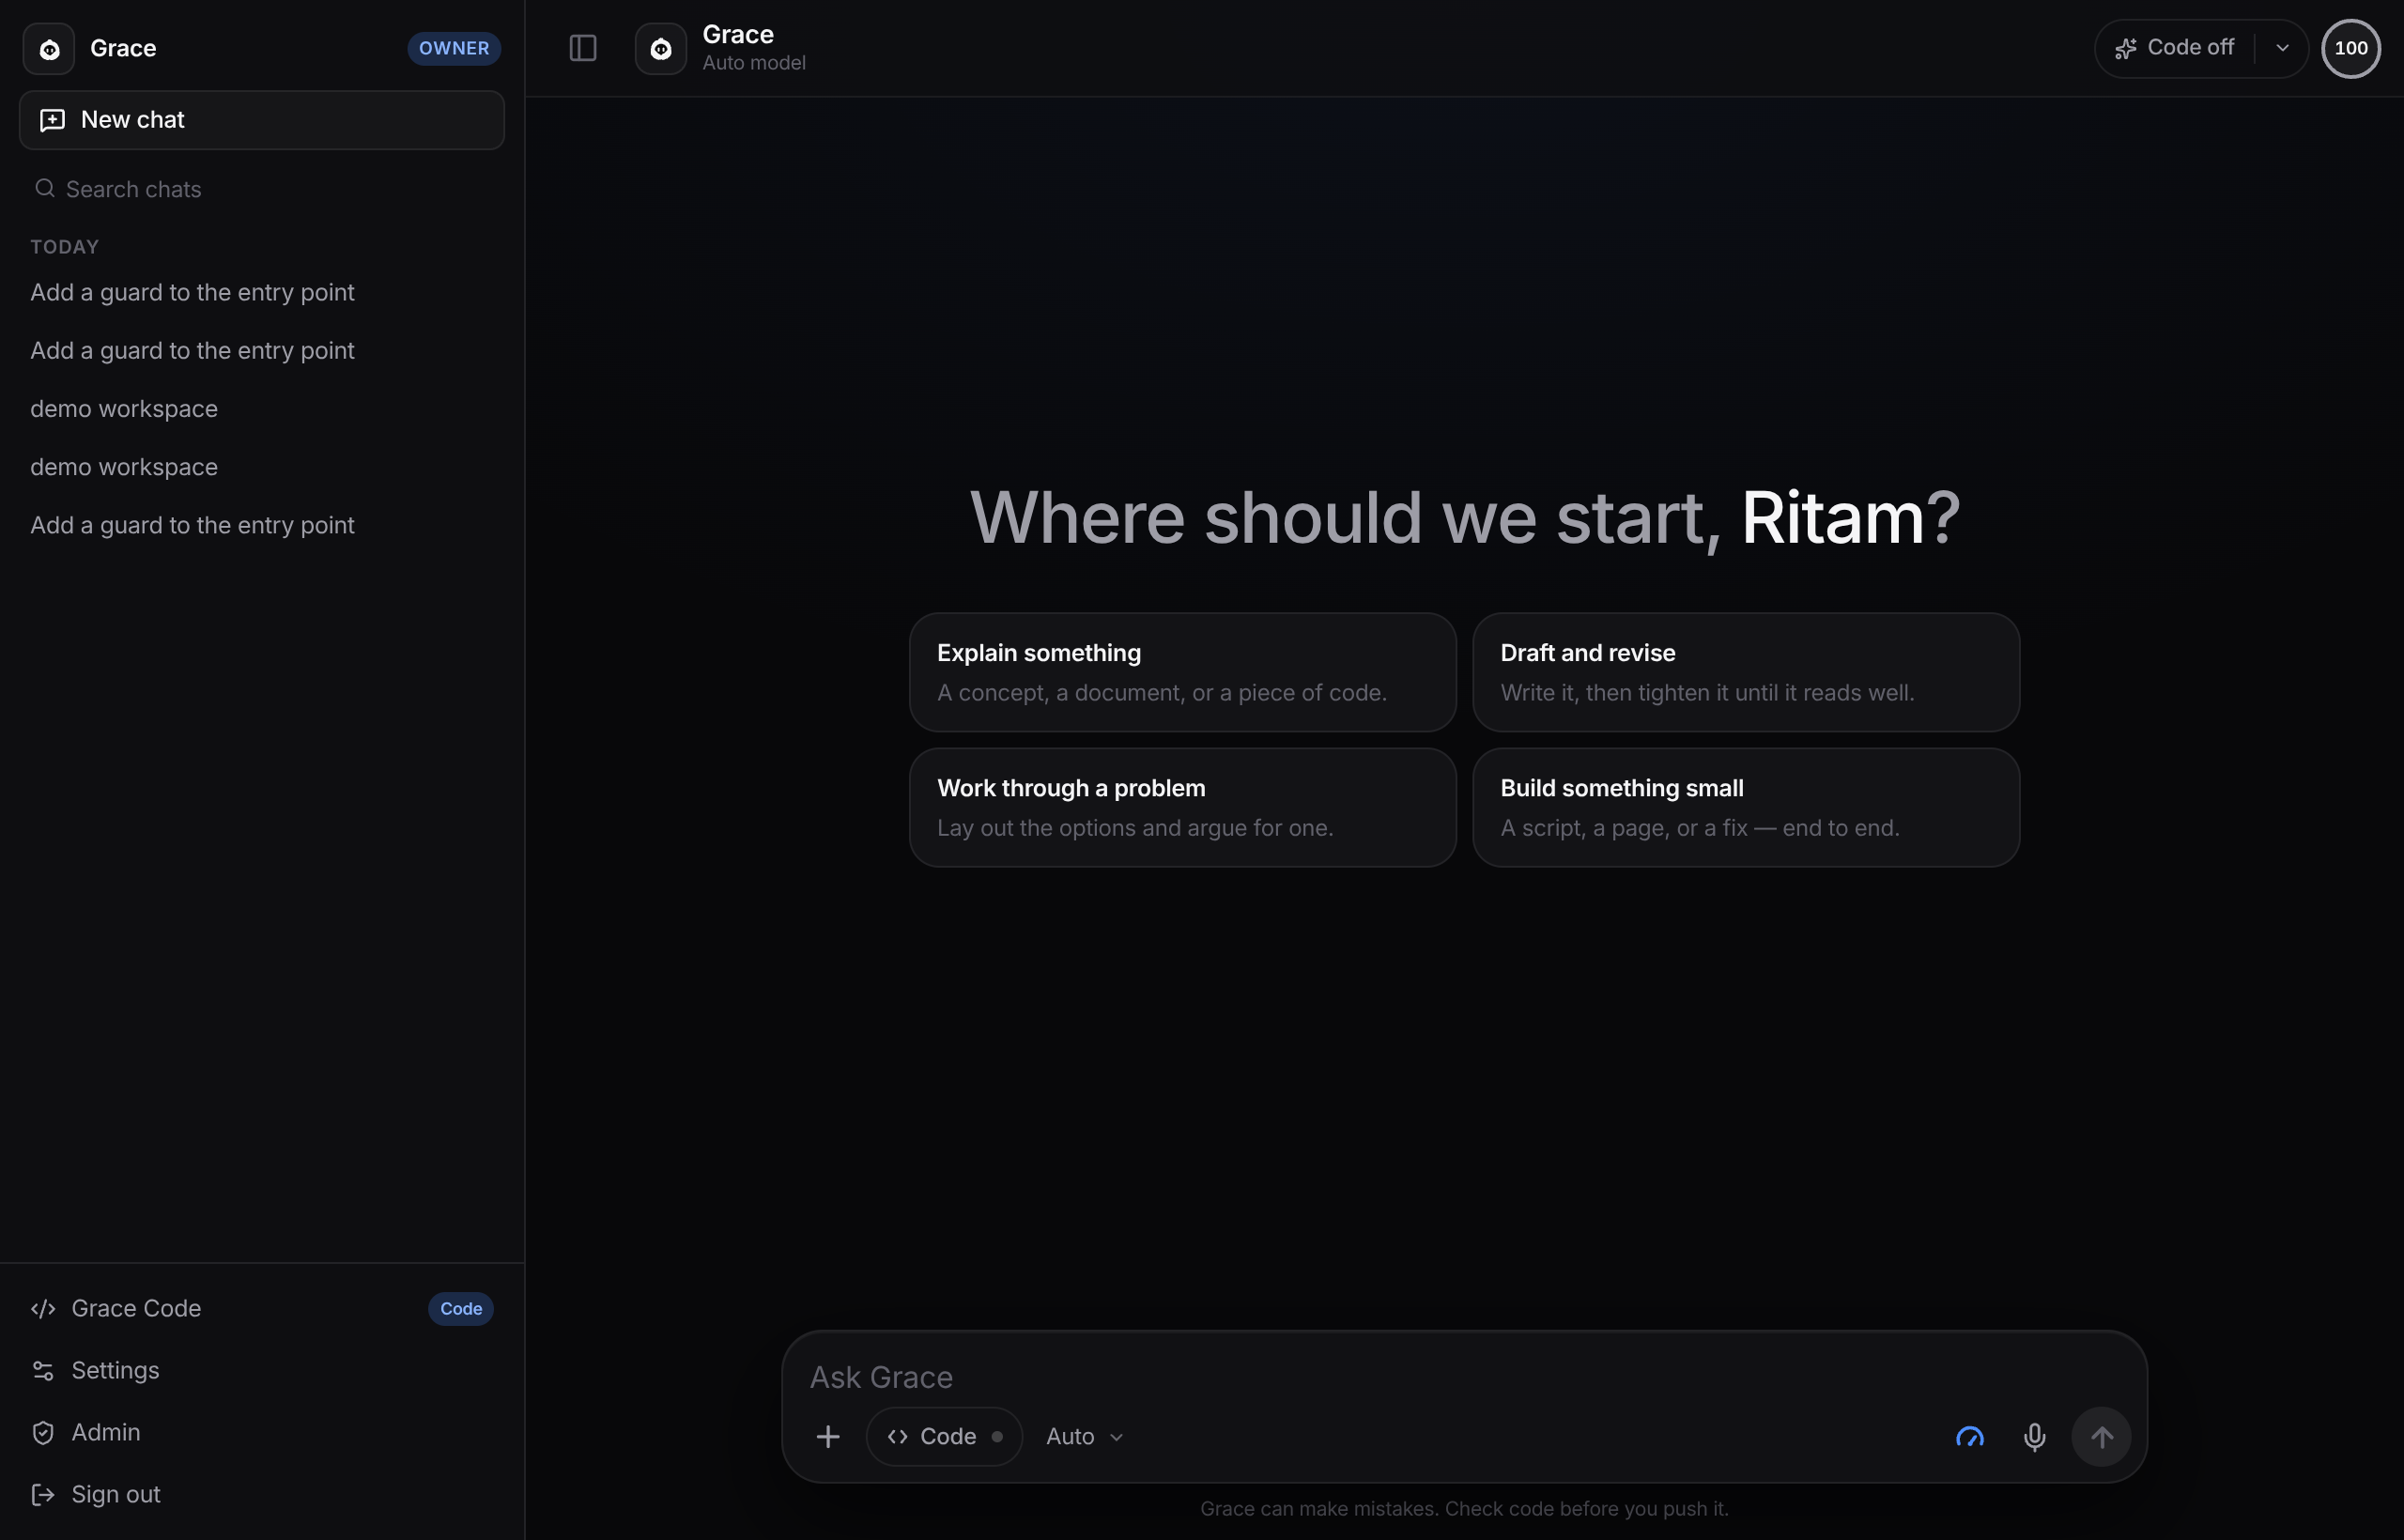 Grace
OWNER
New chat
Search chats
TODAY
Add a guard to the entry point
Add a guard to the entry point
demo workspace
demo workspace
Add a guard to the entry point
Grace Code
Code
Settings
Admin
Sign out
Grace
Auto model
Code off
100
Where should we start, Ritam?
Explain something
A concept, a document, or a piece of code.
Draft and revise
Write it, then tighten it until it reads well.
Work through a problem
Lay out the options and argue for one.
Build something small
A script, a page, or a fix — end to end.
Ask Grace
Code
Auto
Grace can make mistakes. Check code before you push it.